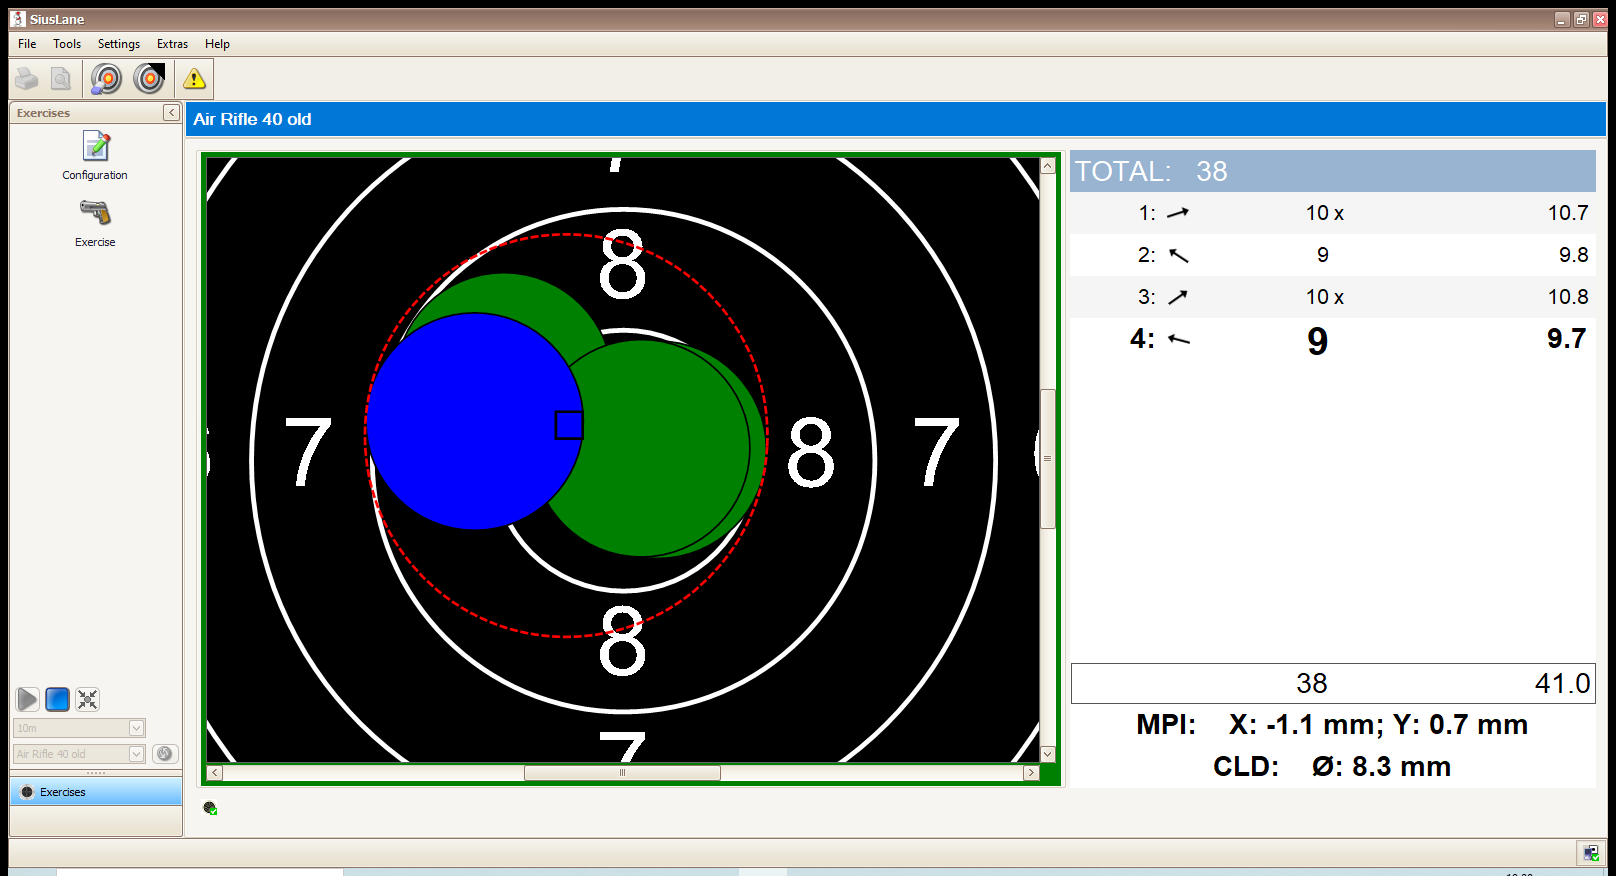 SiusLane
File Tools Settings Extras Help
Exercises
Configuration
Exercise
10m
Air Rifle 40 old
Exercises
Air Rifle 40 old
7
8
7 8 7
8
7
TOTAL: 38
1: 10 x 10.7
2: 9 9.8
3: 10 x 10.8
4: 9 9.7
38 41.0
MPI: X: -1.1 mm; Y: 0.7 mm
CLD: Ø: 8.3 mm